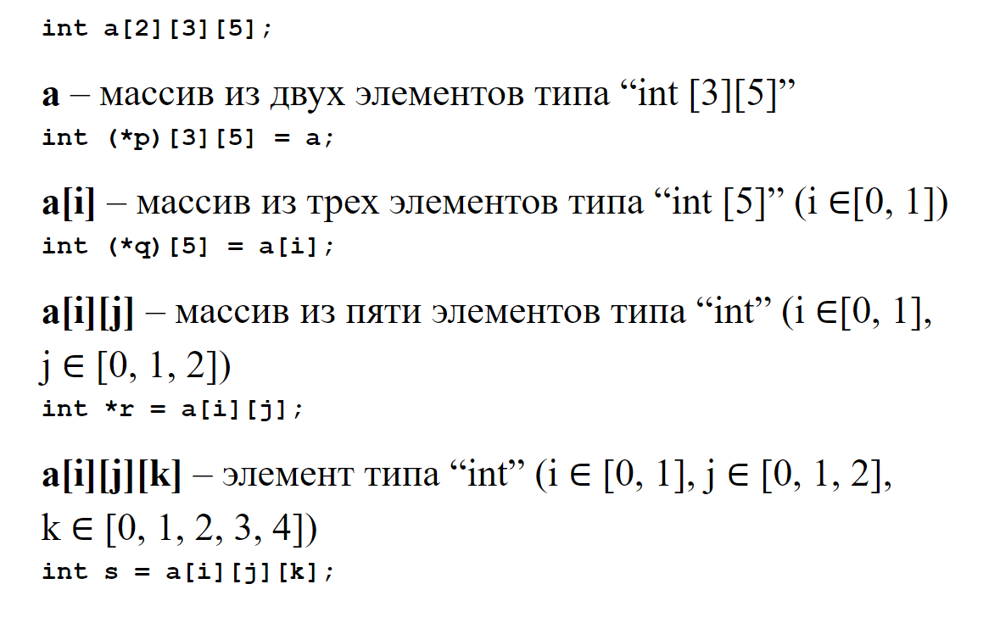 int a[2][3][5];
a – массив из двух элементов типа “int [3][5]”
int (*p)[3][5] = a;
a[i] – массив из трех элементов типа “int [5]” (i ∈[0, 1])
int (*q)[5] = a[i];
a[i][j] – массив из пяти элементов типа “int” (i ∈[0, 1],
j ∈ [0, 1, 2])
int *r = a[i][j];
a[i][j][k] – элемент типа “int” (i ∈ [0, 1], j ∈ [0, 1, 2],
k ∈ [0, 1, 2, 3, 4])
int s = a[i][j][k];